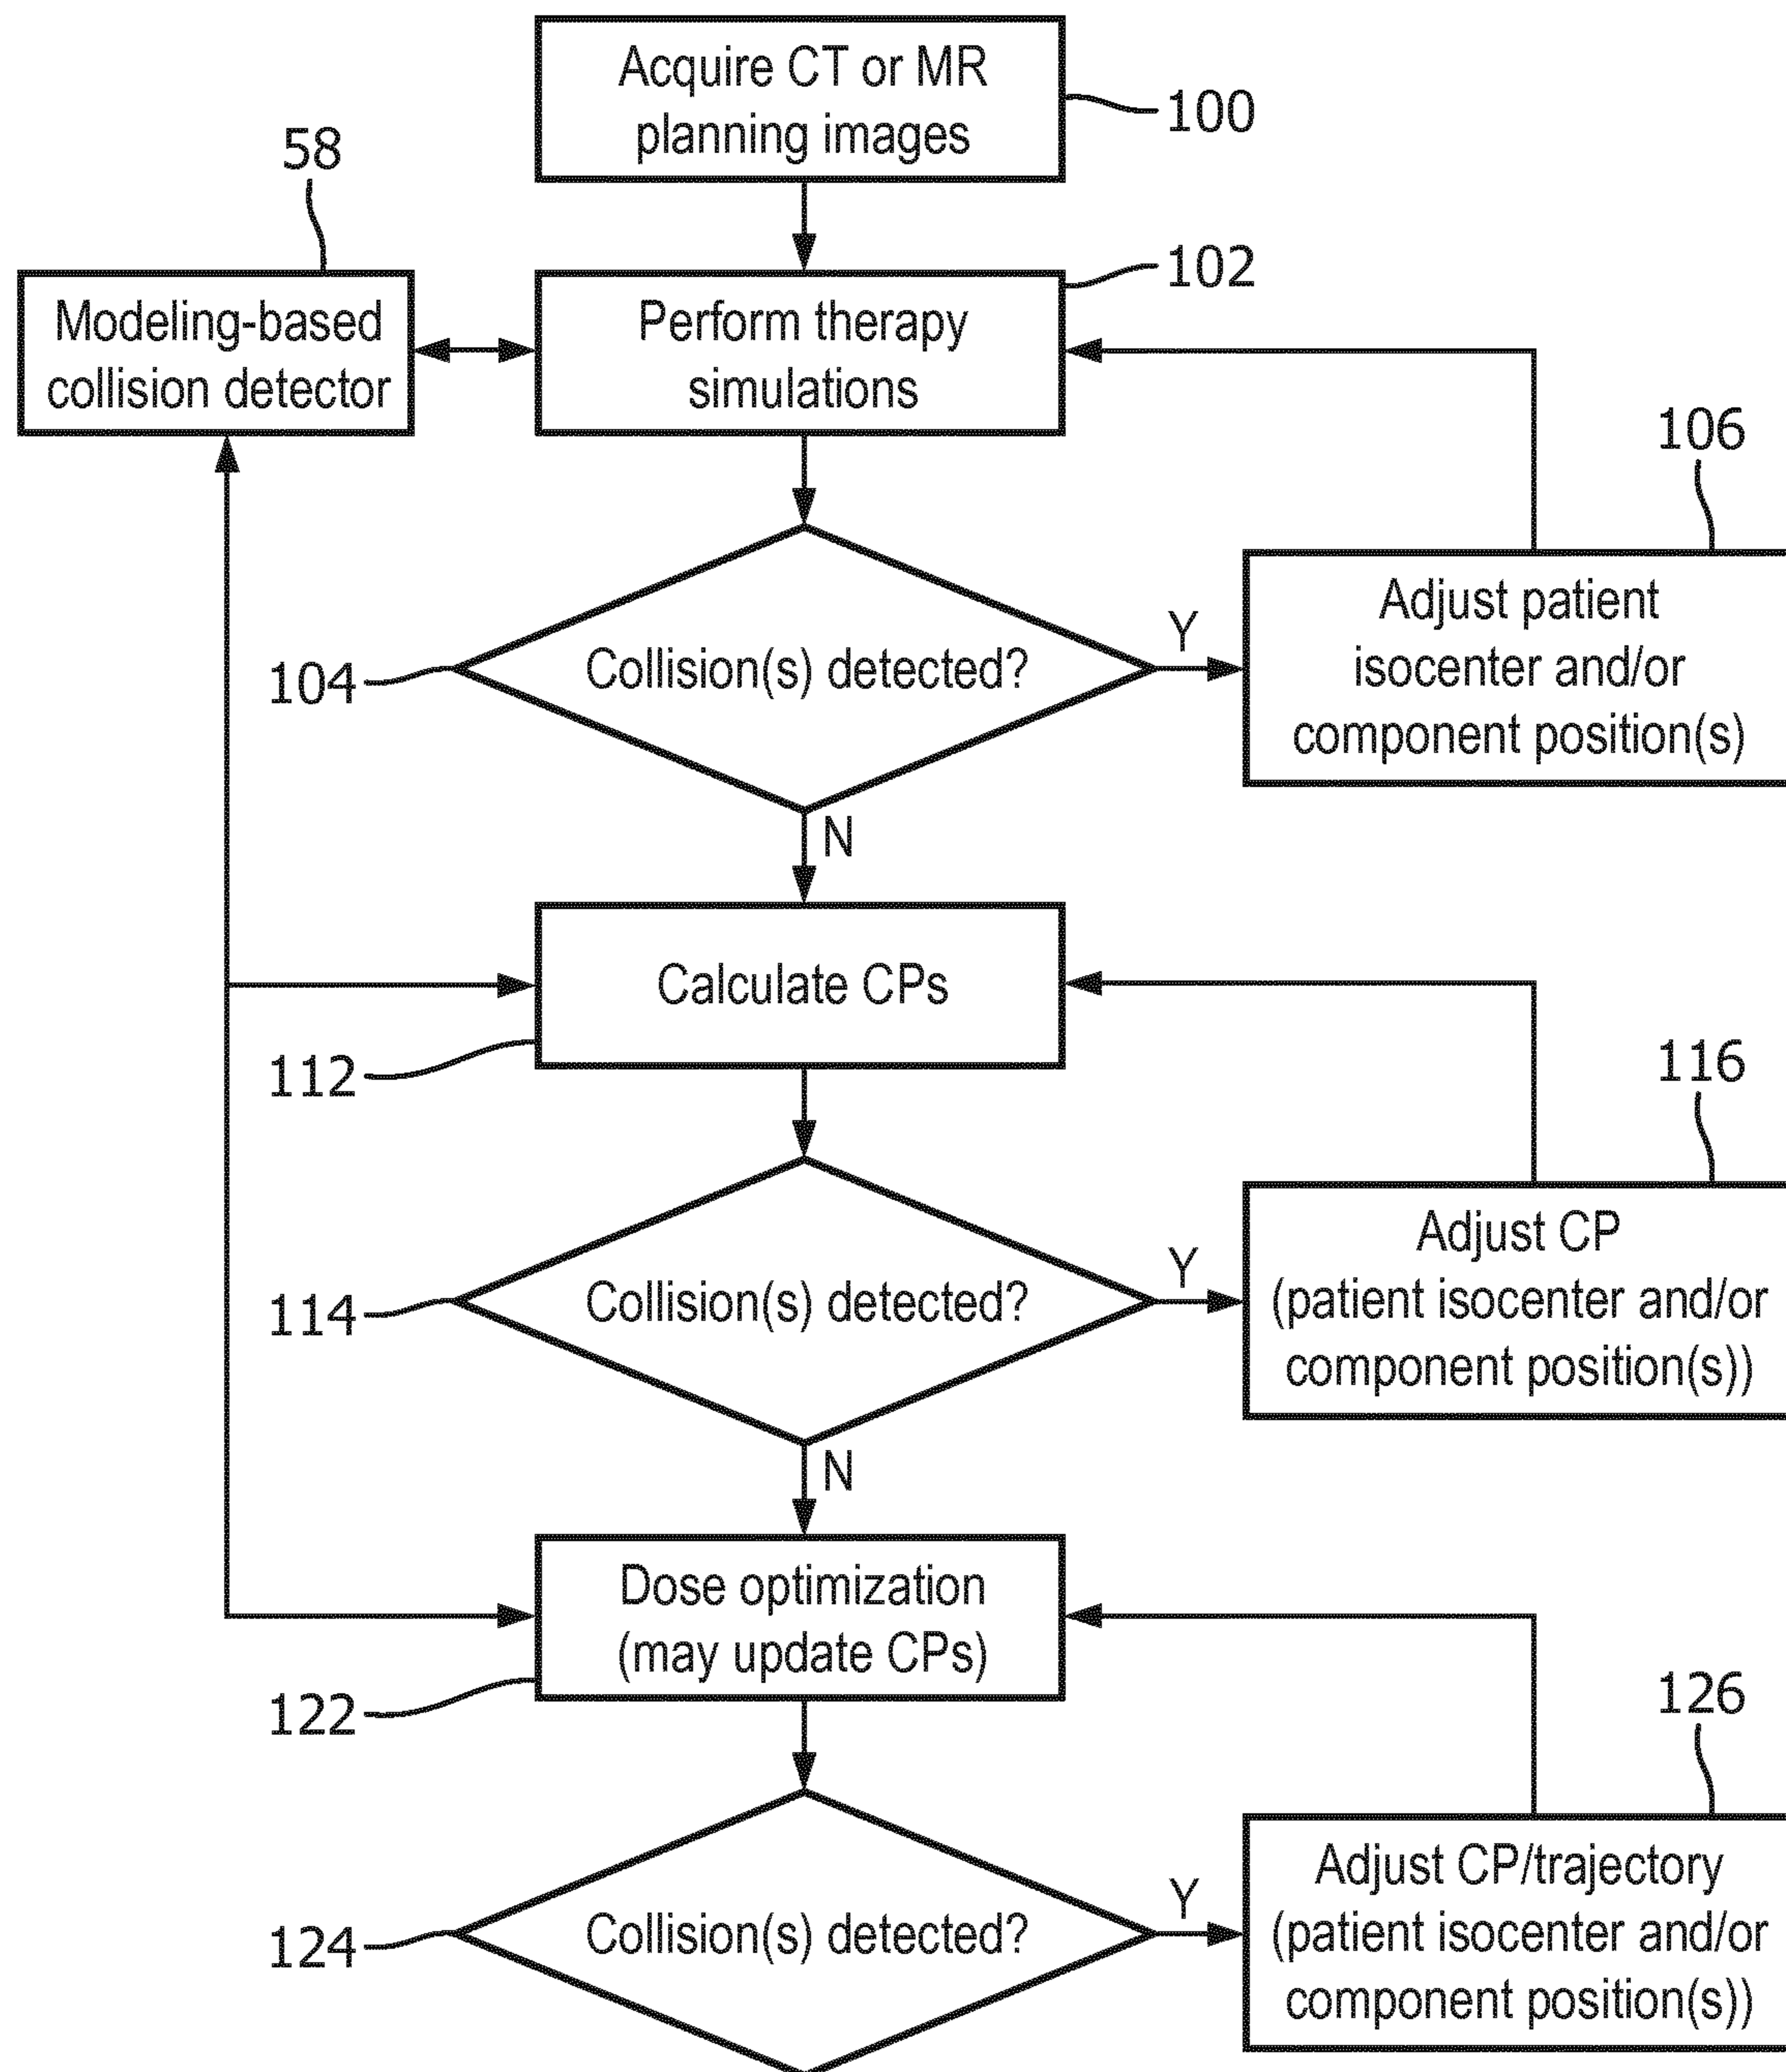 Acquire CT or MR
planning images
100
58
Modeling-based
collision detector
102
Perform therapy
simulations
106
Adjust patient
isocenter and/or
component position(s)
104
Collision(s) detected?
Y
N
Calculate CPs
112
116
Adjust CP
(patient isocenter and/or
component position(s))
114
Collision(s) detected?
Y
N
Dose optimization
(may update CPs)
122
126
Adjust CP/trajectory
(patient isocenter and/or
component position(s))
124
Collision(s) detected?
Y